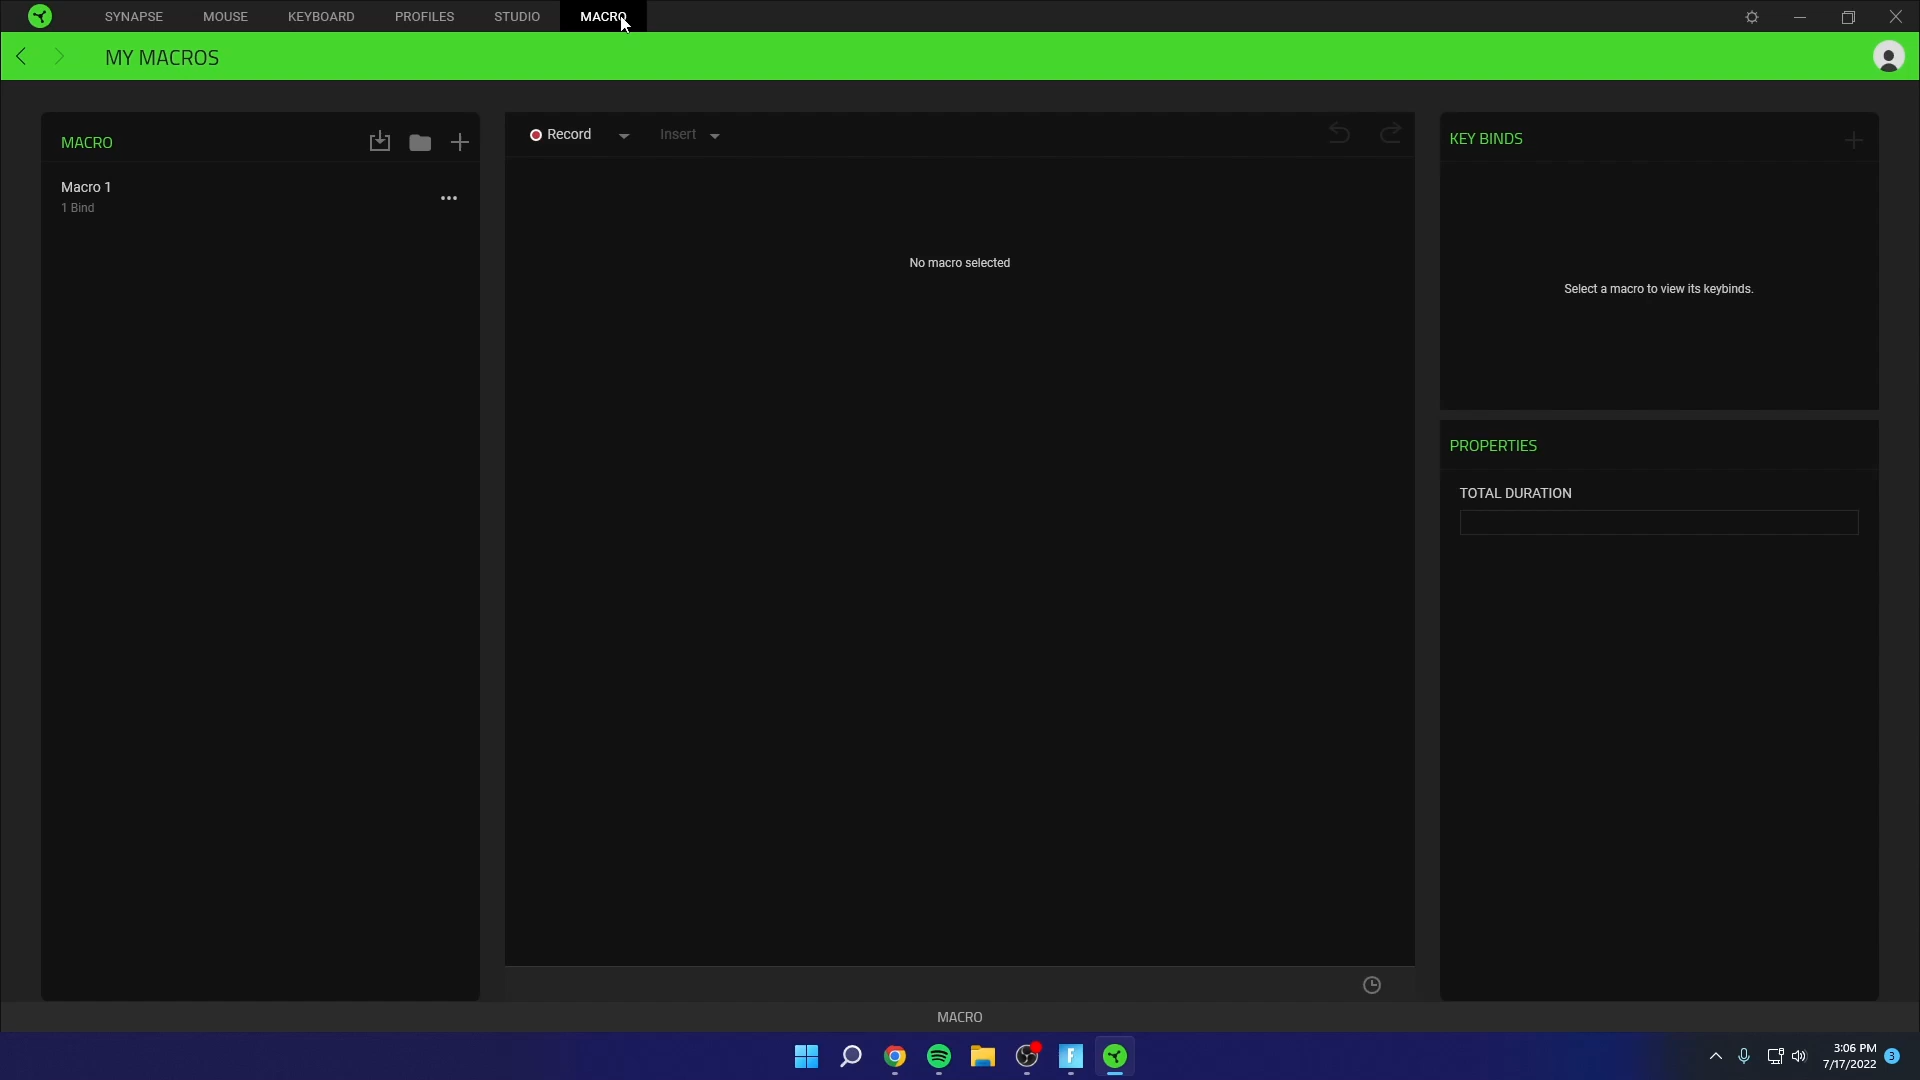 SYNAPSE MOUSE KEYBOARD PROFILES STUDIO MACRO
MY MACROS
MACRO
Macro 1
1 Bind
Record Insert
No macro selected
KEY BINDS
Select a macro to view its keybinds.
PROPERTIES
TOTAL DURATION
MACRO
F
3:06 PM
7/17/2022
3